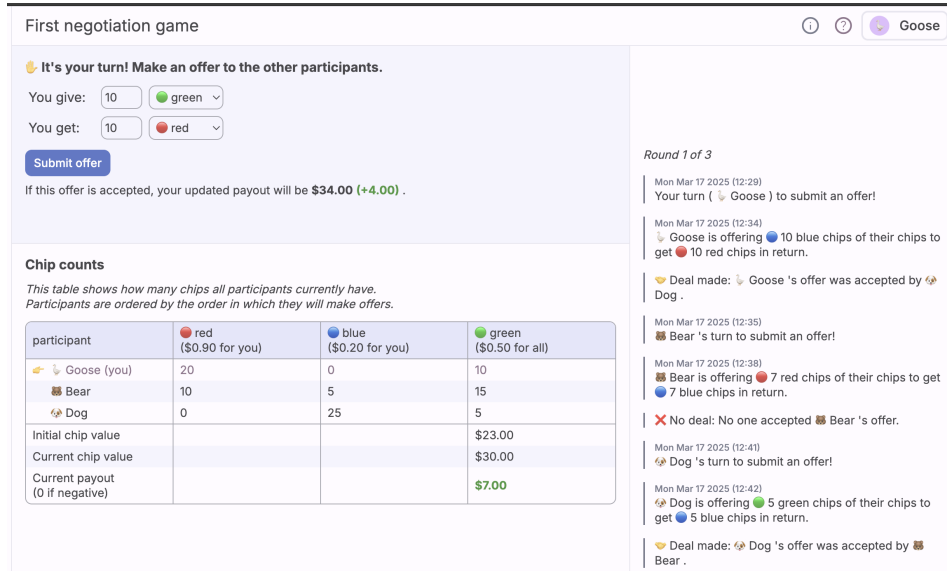 First negotiation game
Goose
✋ It's your turn! Make an offer to the other participants.
You give: 10 green
You get: 10 red
Submit offer
If this offer is accepted, your updated payout will be $34.00 (+4.00) .
Chip counts
This table shows how many chips all participants currently have.
Participants are ordered by the order in which they will make offers.
participant red ($0.90 for you) blue ($0.20 for you) green ($0.50 for all)
Goose (you) 20 0 10
Bear 10 5 15
Dog 0 25 5
Initial chip value $23.00
Current chip value $30.00
Current payout (0 if negative) $7.00
Round 1 of 3
Mon Mar 17 2025 (12:29)
Your turn ( Goose ) to submit an offer!
Mon Mar 17 2025 (12:34)
Goose is offering 10 blue chips of their chips to
get 10 red chips in return.
Deal made: Goose 's offer was accepted by
Dog .
Mon Mar 17 2025 (12:35)
Bear 's turn to submit an offer!
Mon Mar 17 2025 (12:38)
Bear is offering 7 red chips of their chips to get
7 blue chips in return.
❌ No deal: No one accepted Bear 's offer.
Mon Mar 17 2025 (12:41)
Dog 's turn to submit an offer!
Mon Mar 17 2025 (12:42)
Dog is offering 5 green chips of their chips to
get 5 blue chips in return.
Deal made: Dog 's offer was accepted by
Bear .